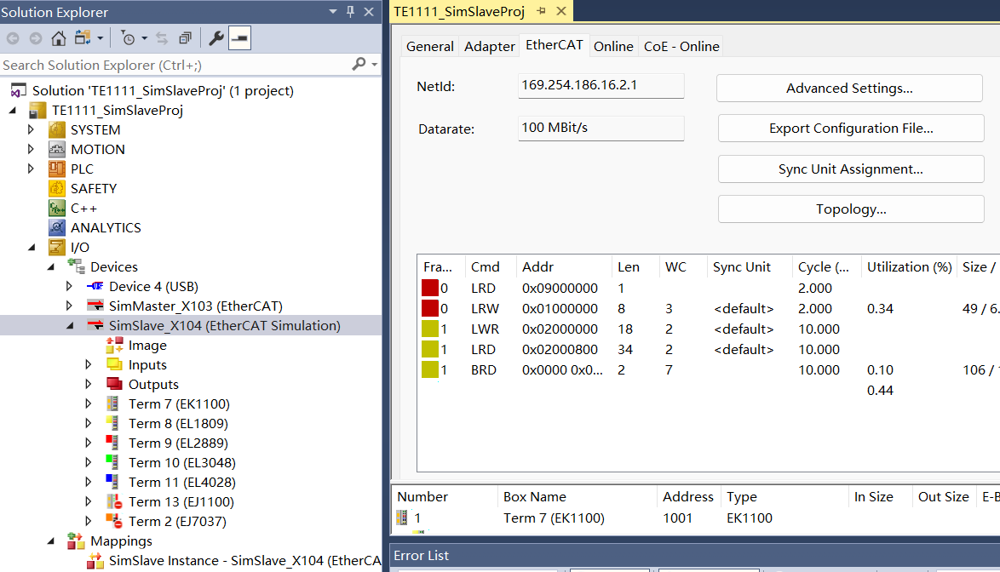 Solution Explorer
Search Solution Explorer (Ctrl+;)
Solution 'TE1111_SimSlaveProj' (1 project)
TE1111_SimSlaveProj
SYSTEM
MOTION
PLC
SAFETY
C++
ANALYTICS
I/O
Devices
Device 4 (USB)
SimMaster_X103 (EtherCAT)
SimSlave_X104 (EtherCAT Simulation)
Image
Inputs
Outputs
Term 7 (EK1100)
Term 8 (EL1809)
Term 9 (EL2889)
Term 10 (EL3048)
Term 11 (EL4028)
Term 13 (EJ1100)
Term 2 (EJ7037)
Mappings
SimSlave Instance - SimSlave_X104 (EtherCA
TE1111_SimSlaveProj
General Adapter EtherCAT Online CoE - Online
NetId: 169.254.186.16.2.1 Advanced Settings...
Datarate: 100 MBit/s Export Configuration File...
Sync Unit Assignment...
Topology...
Fra... Cmd Addr Len WC Sync Unit Cycle (... Utilization (%) Size /
0 LRD 0x09000000 1 2.000
0 LRW 0x01000000 8 3 <default> 2.000 0.34 49 / 6.
1 LWR 0x02000000 18 2 <default> 10.000
1 LRD 0x02000800 34 2 <default> 10.000
1 BRD 0x0000 0x0... 2 7 10.000 0.10 106 /
0.44
Number Box Name Address Type In Size Out Size E-B
1 Term 7 (EK1100) 1001 EK1100
Error List